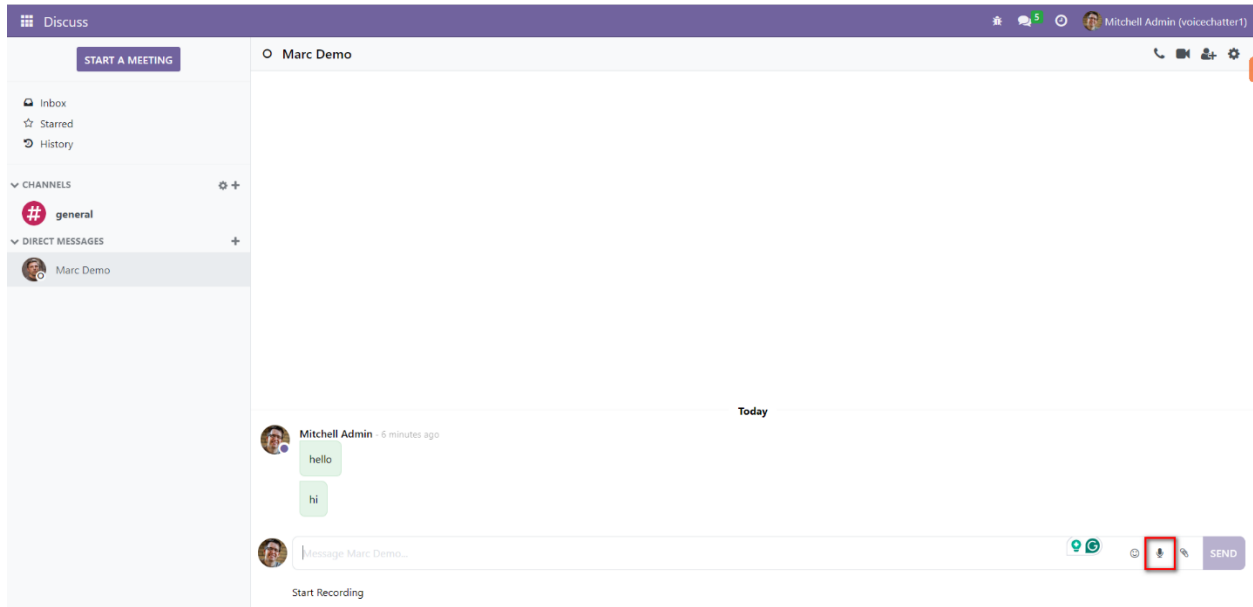 Discuss
5
Mitchell Admin (voicechatter1)
START A MEETING
Marc Demo
Inbox
Starred
History
CHANNELS
# general
DIRECT MESSAGES
Marc Demo
Today
Mitchell Admin - 6 minutes ago
hello
hi
Message Marc Demo...
G
SEND
Start Recording